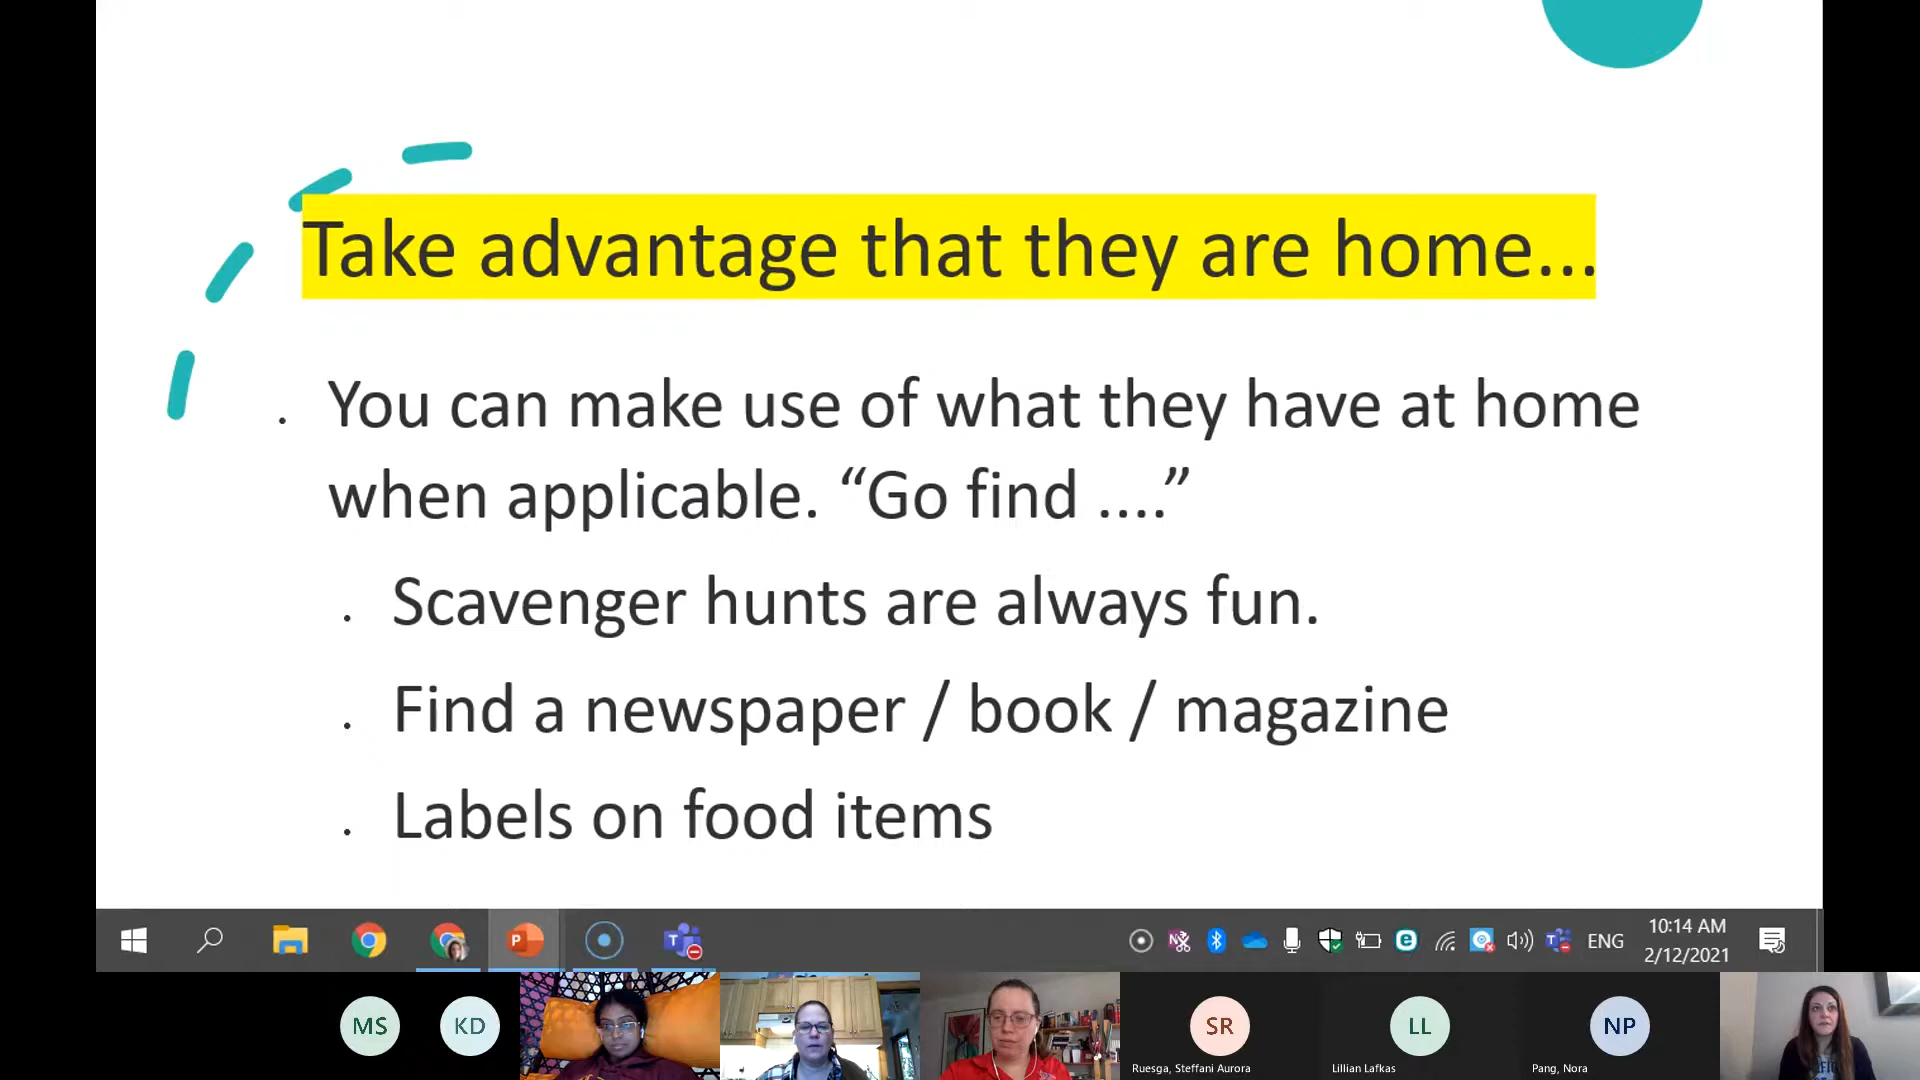 Take advantage that they are home...
You can make use of what they have at home
when applicable. “Go find ....”
Scavenger hunts are always fun.
Find a newspaper / book / magazine
Labels on food items
ENG
10:14 AM
2/12/2021
MS
KD
SR
LL
NP
Ruesga, Steffani Aurora
Lillian Lafkas
Pang, Nora